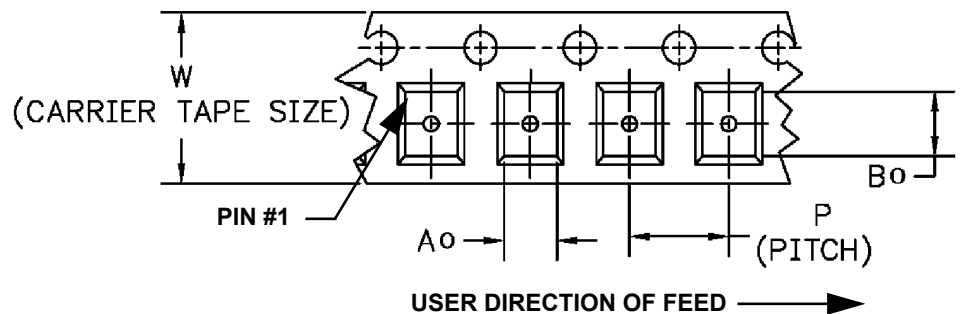 W
(CARRIER TAPE SIZE)
PIN #1
Ao
Bo
P
(PITCH)
USER DIRECTION OF FEED